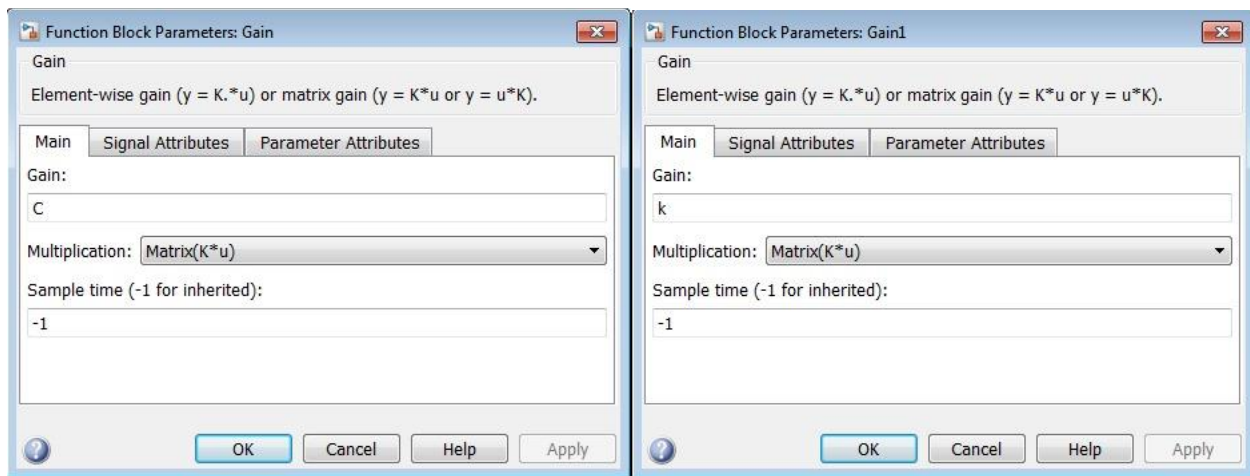 Function Block Parameters: Gain
Gain
Element-wise gain (y = K.*u) or matrix gain (y = K*u or y = u*K).
Main Signal Attributes Parameter Attributes
Gain:
C
Multiplication: Matrix(K*u)
Sample time (-1 for inherited):
-1
OK Cancel Help Apply
Function Block Parameters: Gain1
Gain
Element-wise gain (y = K.*u) or matrix gain (y = K*u or y = u*K).
Main Signal Attributes Parameter Attributes
Gain:
k
Multiplication: Matrix(K*u)
Sample time (-1 for inherited):
-1
OK Cancel Help Apply